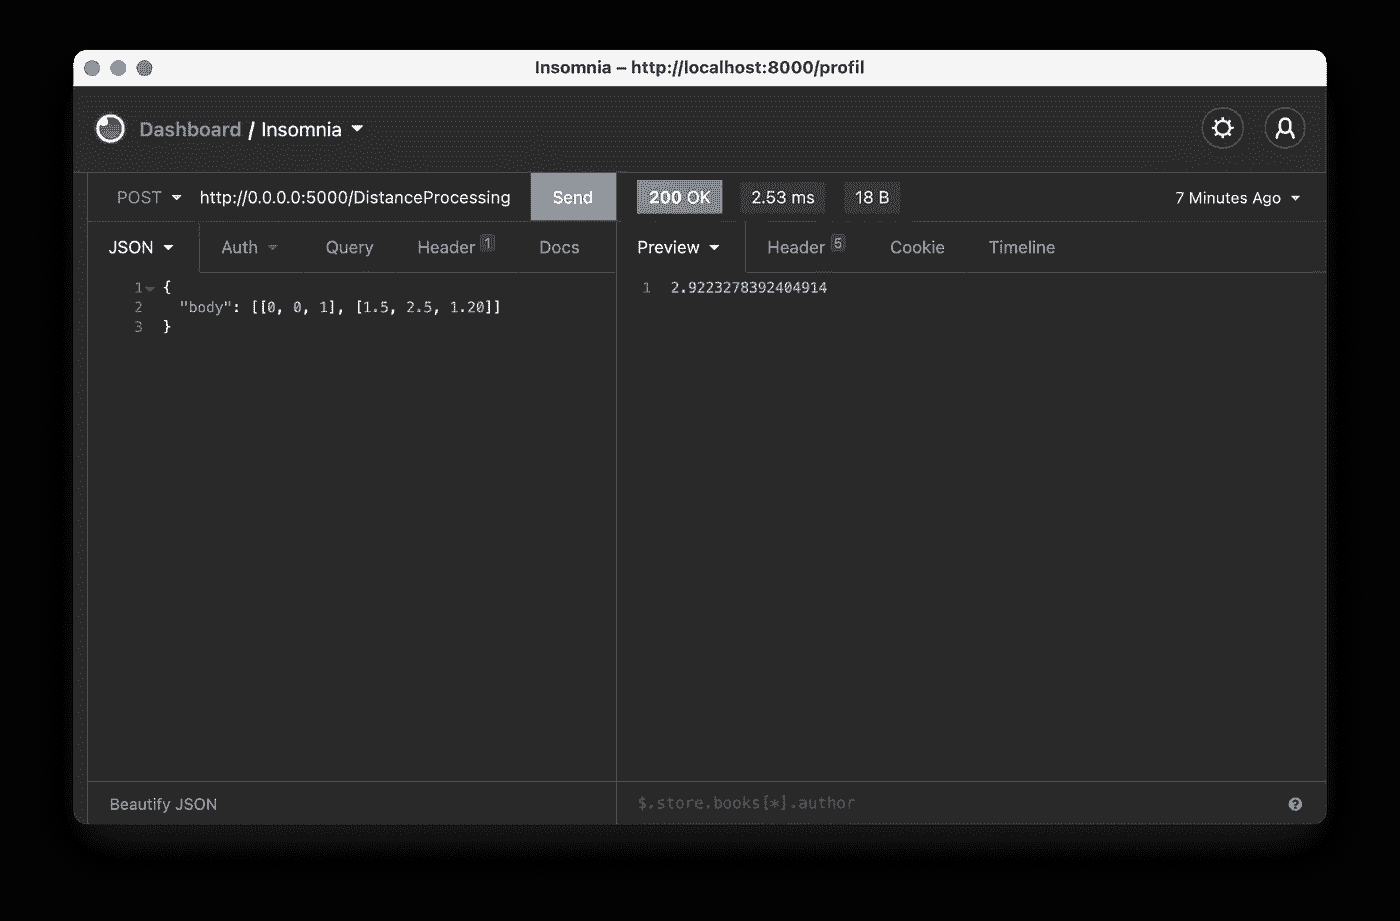 Insomnia – http://localhost:8000/profil
Dashboard / Insomnia
POST http://0.0.0.0:5000/DistanceProcessing Send 200 OK 2.53 ms 18 B 7 Minutes Ago
JSON Auth Query Header 1 Docs Preview Header 5 Cookie Timeline
1 {
2 "body": [[0, 0, 1], [1.5, 2.5, 1.20]]
3 }
1 2.9223278392404914
Beautify JSON $.store.books[*].author ?